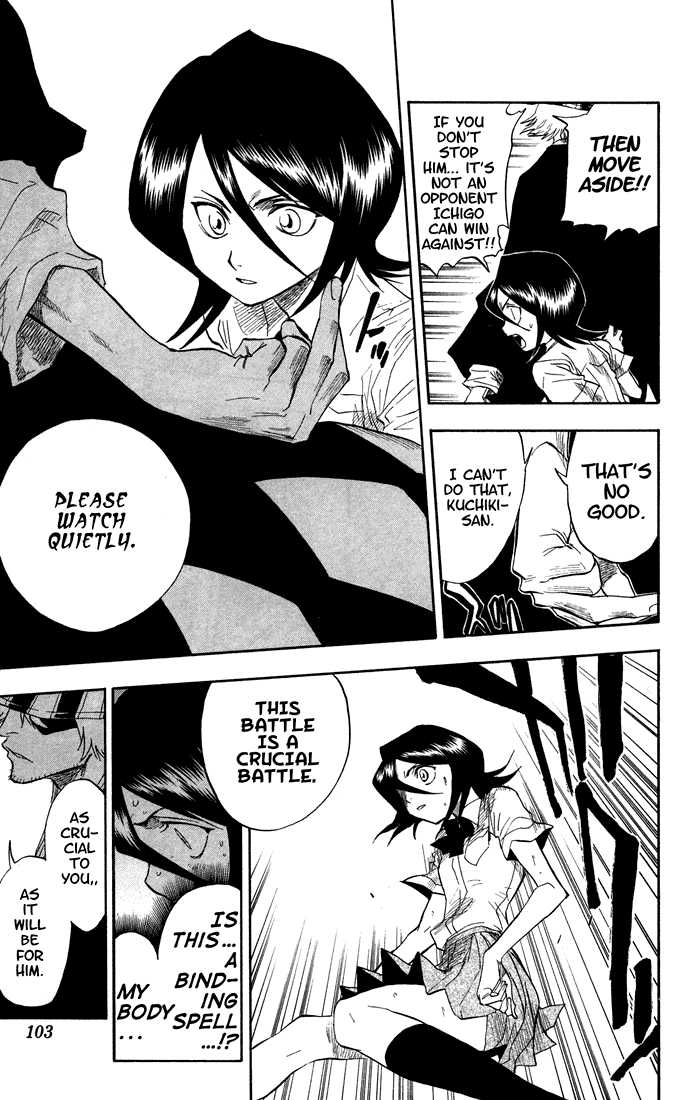 THEN
MOVE
ASIDE!!
IF YOU
DON'T
STOP
HIM... IT'S
NOT AN
OPPONENT
ICHIGO
CAN WIN
AGAINST!!
THAT'S
NO
GOOD.
I CAN'T
DO THAT,
KUCHIKI-
SAN.
PLEASE
WATCH
QUIETLY.
THIS
BATTLE
IS A
CRUCIAL
BATTLE.
IS
THIS...
A
BIND-
ING
SPELL
...!?
MY
BODY
...
AS
CRU-
CIAL
TO
YOU,,
AS
IT
WILL
BE
FOR
HIM.
103